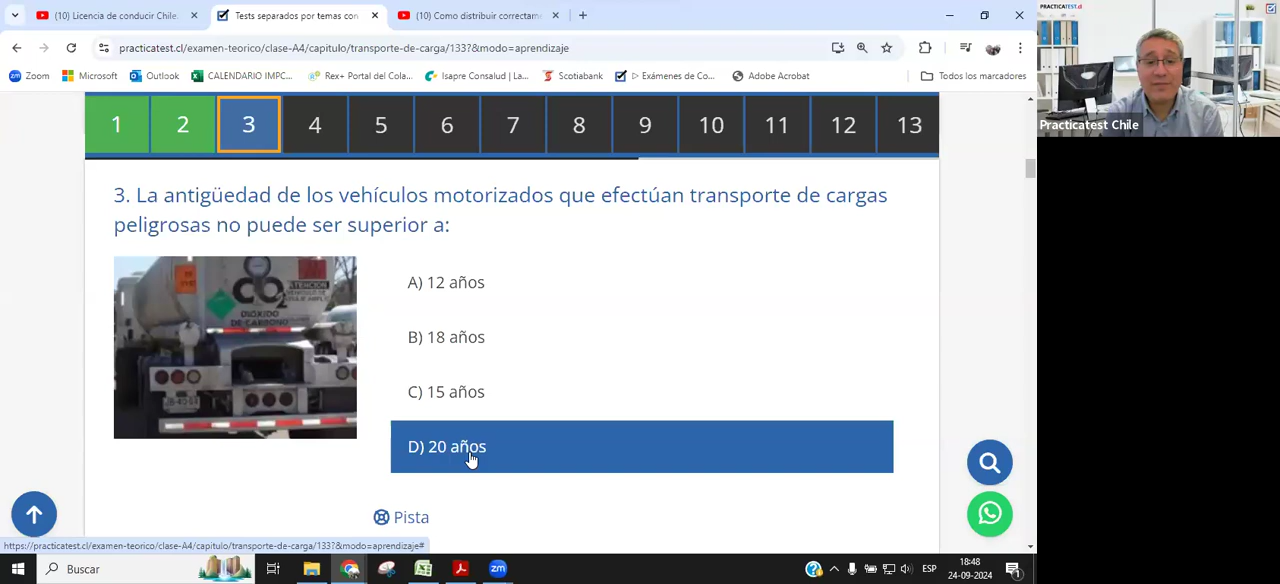 (10) Licencia de conducir Chile:
Tests separados por temas con
(10) Como distribuir correctame
practicatest.cl/examen-teorico/clase-A4/capitulo/transporte-de-carga/133?&modo=aprendizaje
Zoom
Microsoft
Outlook
CALENDARIO IMPC...
Rex+ Portal del Cola...
Isapre Consalud | La...
Scotiabank
▷ Exámenes de Co...
Adobe Acrobat
Todos los marcadores
1 2 3 4 6 7 8 9 10 11 12 13
3. La antigüedad de los vehículos motorizados que efectúan transporte de cargas
peligrosas no puede ser superior a:
ATENCION
DIÓXIDO
DE CARBONO
A) 12 años
B) 18 años
C) 15 años
D) 20 años
Pista
https://practicatest.cl/examen-teorico/clase-A4/capitulo/transporte-de-carga/133?&modo=aprendizaje#
Buscar
ESP
18:48
24-09-2024
1
PRACTICATEST.cl
Practicatest Chile